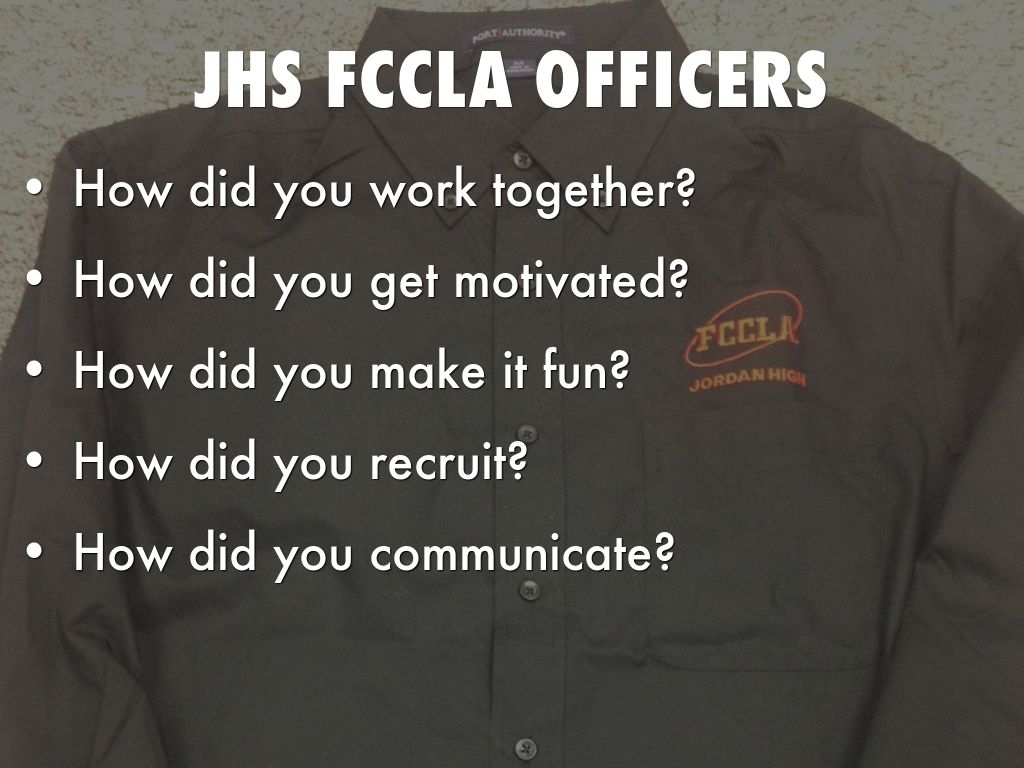 PORT AUTHORITY
JHS FCCLA OFFICERS
• How did you work together?
• How did you get motivated?
• How did you make it fun?
• How did you recruit?
• How did you communicate?
FCCLA
JORDAN HIGH